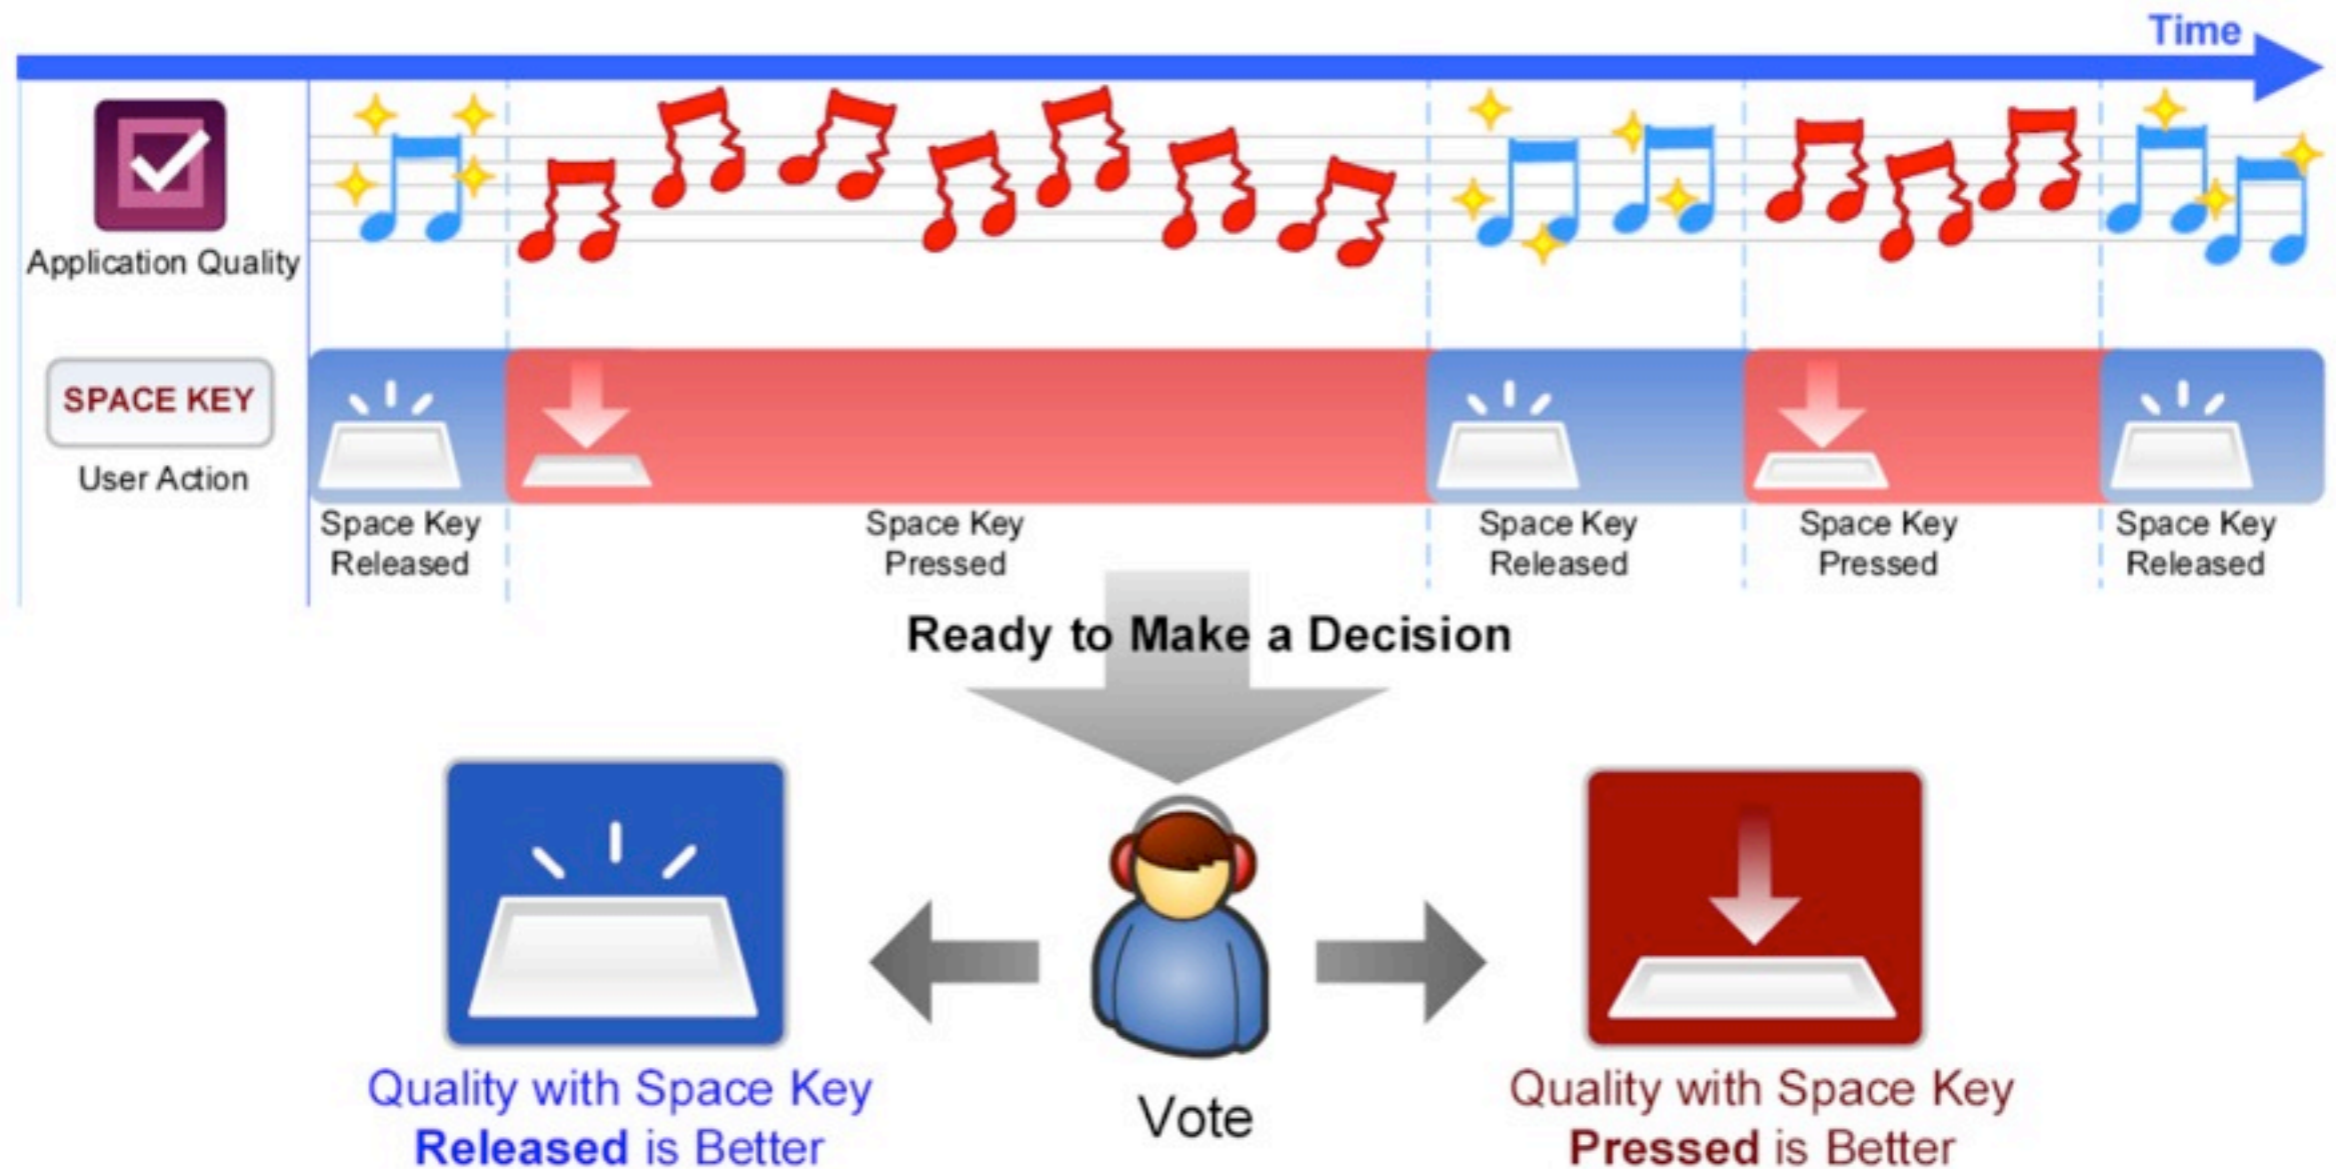 Time
Application Quality
SPACE KEY
User Action
Space Key
Released
Space Key
Pressed
Space Key
Released
Space Key
Pressed
Space Key
Released
Ready to Make a Decision
Quality with Space Key
Released is Better
Vote
Quality with Space Key
Pressed is Better